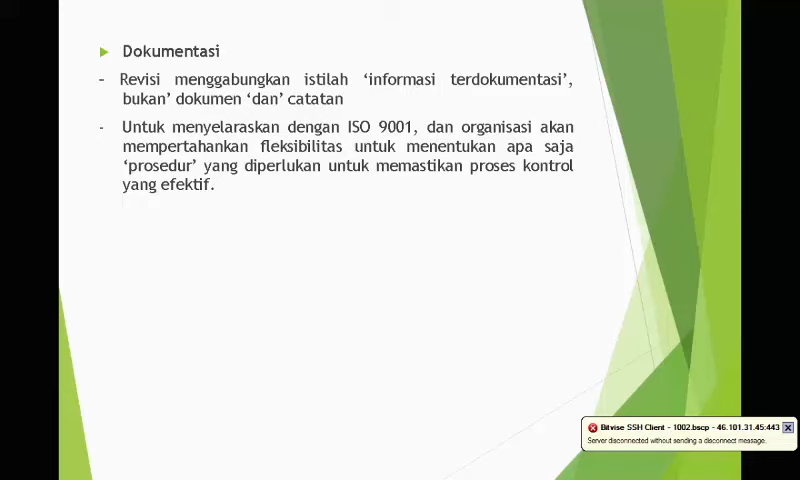 Dokumentasi
- Revisi menggabungkan istilah ‘informasi terdokumentasi’,
bukan’ dokumen ‘dan’ catatan
- Untuk menyelaraskan dengan ISO 9001, dan organisasi akan
mempertahankan fleksibilitas untuk menentukan apa saja
‘prosedur’ yang diperlukan untuk memastikan proses kontrol
yang efektif.
Bitvise SSH Client - 1002.bscp - 46.101.31.45:443
Server disconnected without sending a disconnect message.